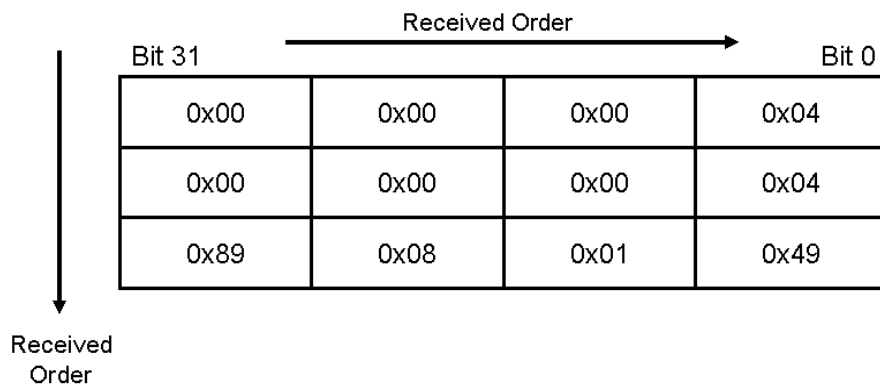 Received Order
Bit 31 Bit 0
0x00 0x00 0x00 0x04
0x00 0x00 0x00 0x04
0x89 0x08 0x01 0x49
Received
Order